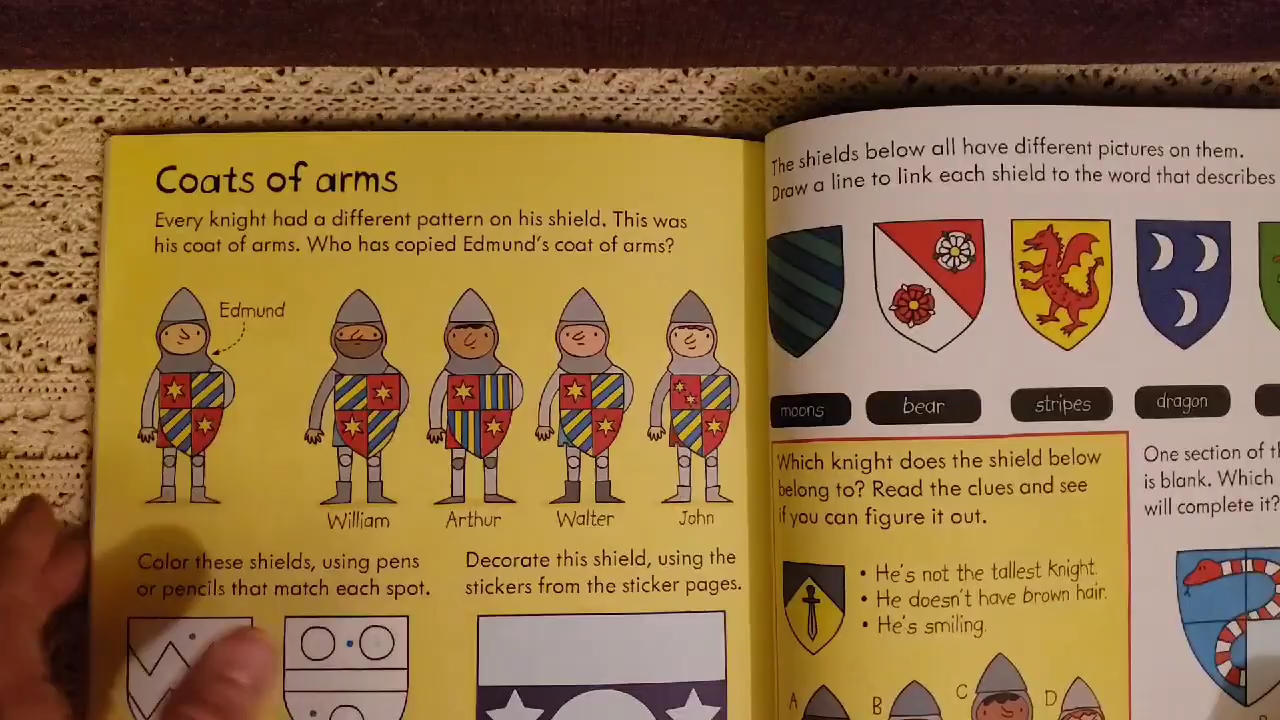 Coats of arms
Every knight had a different pattern on his shield. This was
his coat of arms. Who has copied Edmund's coat of arms?
Edmund
William
Arthur
Walter
John
Color these shields, using pens
or pencils that match each spot.
Decorate this shield, using the
stickers from the sticker pages.
The shields below all have different pictures on them.
Draw a line to link each shield to the word that describes
moons
bear
stripes
dragon
Which knight does the shield below
belong to? Read the clues and see
if you can figure it out.
• He's not the tallest knight.
• He doesn't have brown hair.
• He's smiling.
A
B
C
D
One section of
is blank. Which
will complete it?